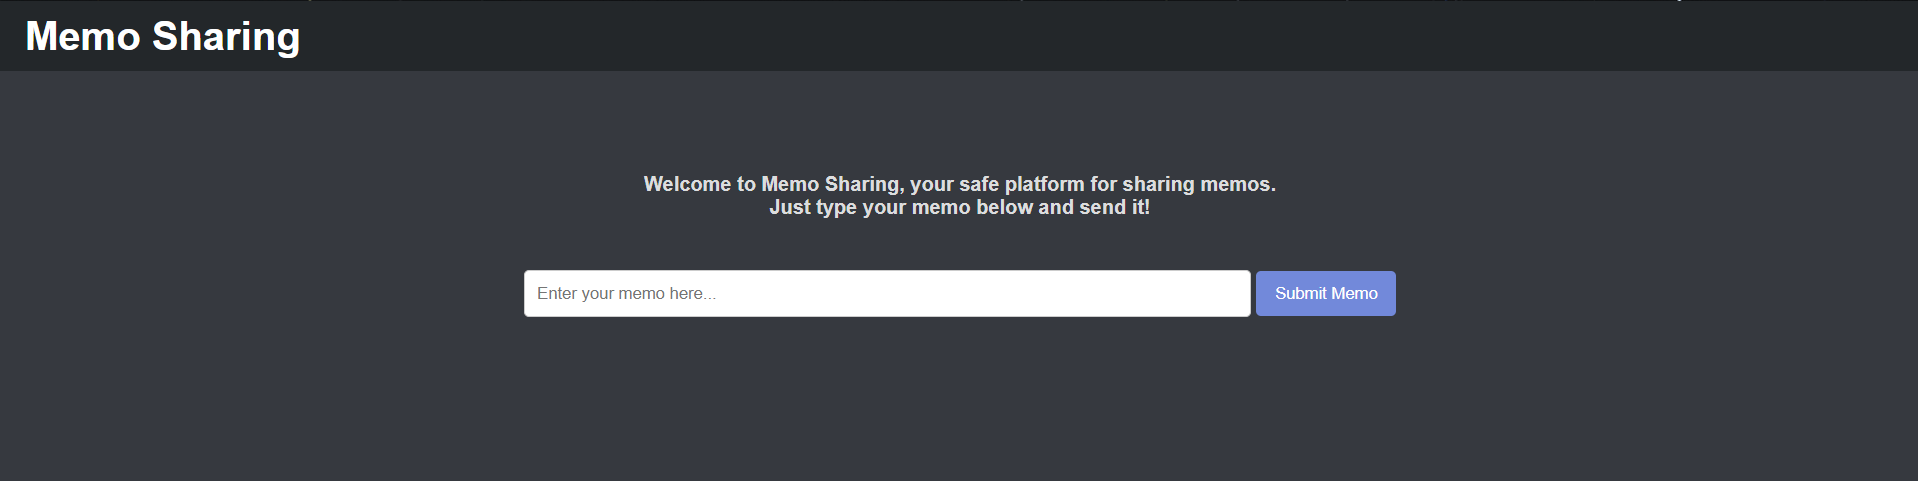 Memo Sharing
Welcome to Memo Sharing, your safe platform for sharing memos.
Just type your memo below and send it!
Enter your memo here...
Submit Memo